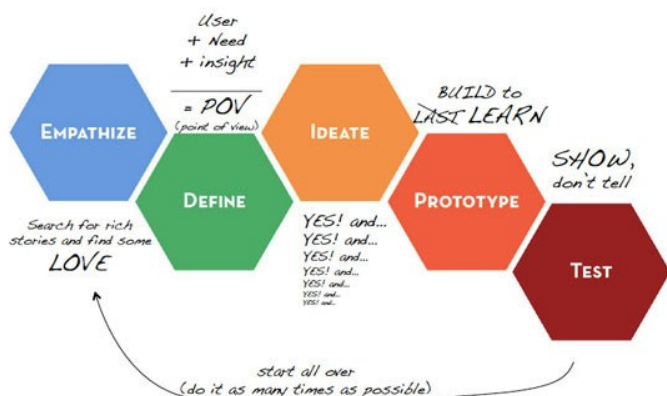 EMPATHIZE
Search for rich
stories and find some
LOVE
User
+ Need
+ insight
= POV
(point of view)
DEFINE
IDEATE
YES! and...
YES! and...
YES! and...
YES! and...
YES! and...
YES! and...
YES! and...
BUILD to
LAST LEARN
PROTOTYPE
SHOW,
don't tell
TEST
start all over
(do it as many times as possible)